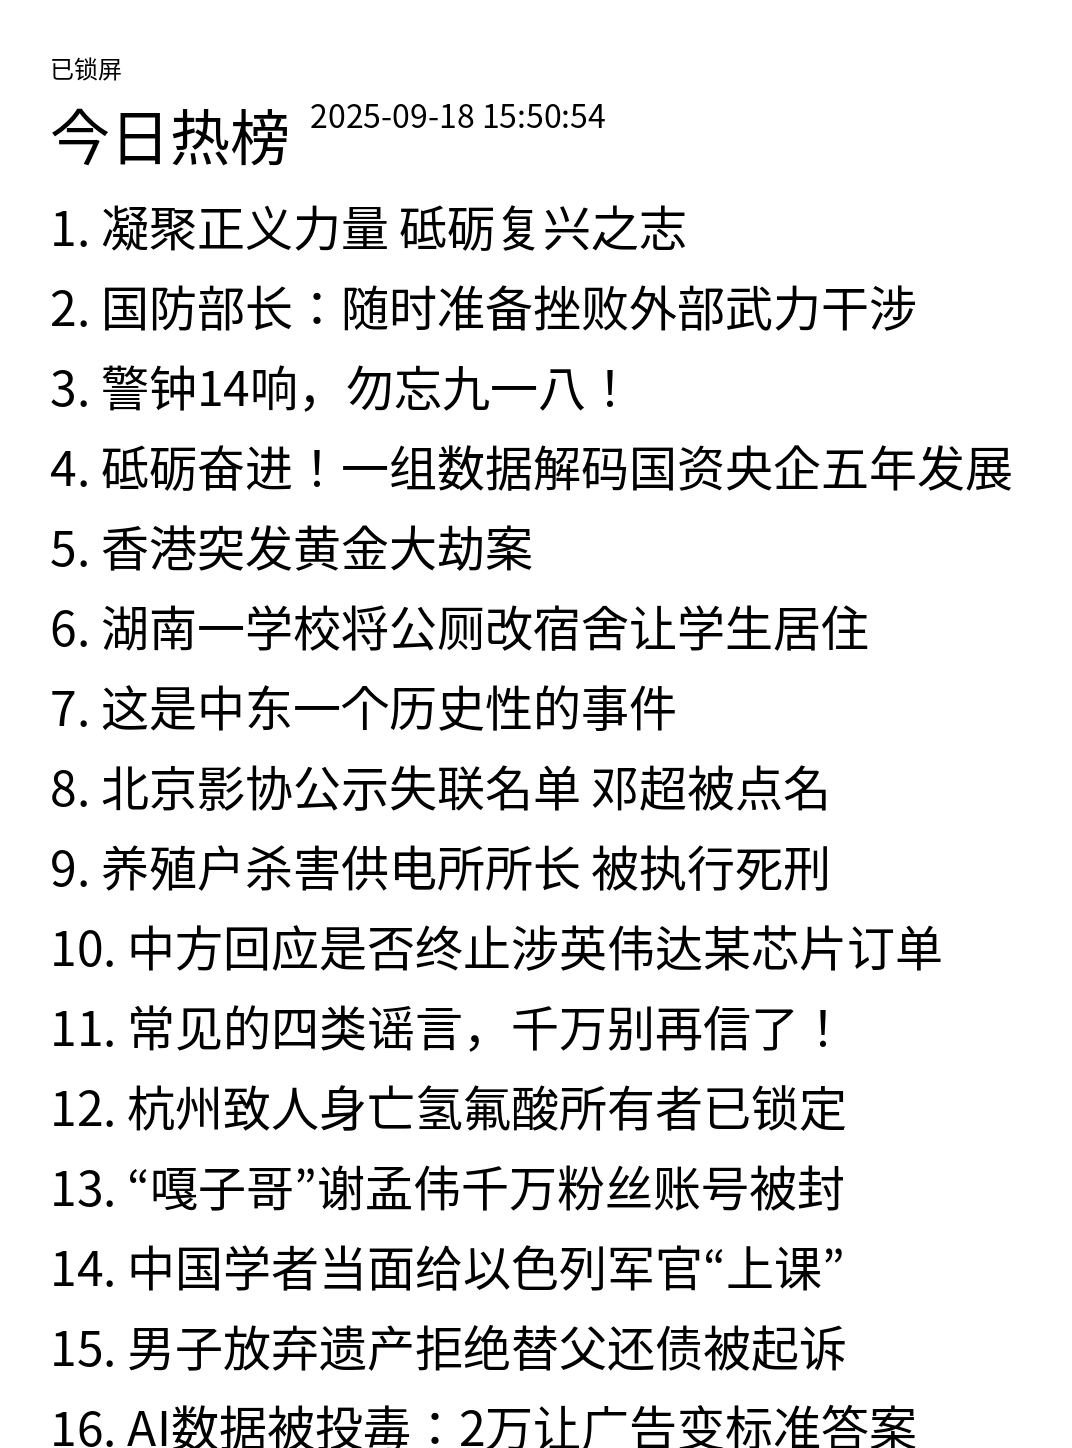 已锁屏
今日热榜 2025-09-18 15:50:54
1. 凝聚正义力量 砥砺复兴之志
2. 国防部长：随时准备挫败外部武力干涉
3. 警钟14响，勿忘九一八！
4. 砥砺奋进！一组数据解码国资央企五年发展
5. 香港突发黄金大劫案
6. 湖南一学校将公厕改宿舍让学生居住
7. 这是中东一个历史性的事件
8. 北京影协公示失联名单 邓超被点名
9. 养殖户杀害供电所所长 被执行死刑
10. 中方回应是否终止涉英伟达某芯片订单
11. 常见的四类谣言，千万别再信了！
12. 杭州致人身亡氢氟酸所有者已锁定
13. “嘎子哥”谢孟伟千万粉丝账号被封
14. 中国学者当面给以色列军官“上课”
15. 男子放弃遗产拒绝替父还债被起诉
16. AI数据被投毒：2万让广告变标准答案